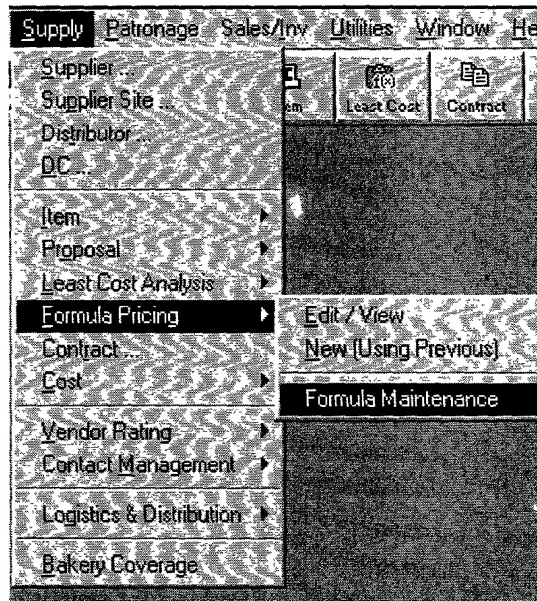 Supply Patronage Sales/Inv Utilities Window He
Supplier ...
Supplier Site ...
Distributor ...
DC ...
em Least Cost Contract
Item
Proposal
Least Cost Analysis
Formula Pricing
Edit / View
Contract ...
New (Using Previous)
Cost
Formula Maintenance
Vendor Rating
Contact Management
Logistics & Distribution
Bakery Coverage